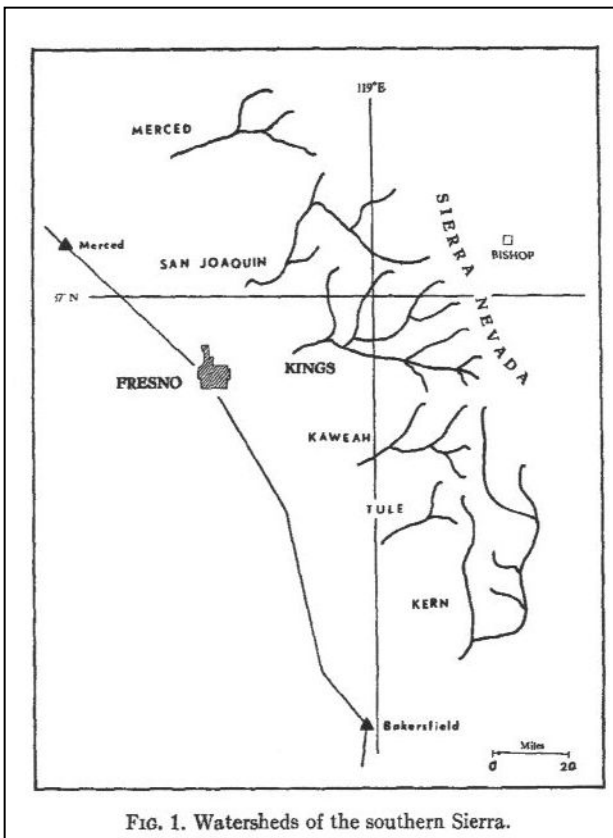 119°E
MERCED
SIERRA NEVADA
Merced
BISHOP
SAN JOAQUIN
37° N
KINGS
FRESNO
KAWEAH
TULE
KERN
Bakersfield
Miles
0 20
FIG. 1. Watersheds of the southern Sierra.